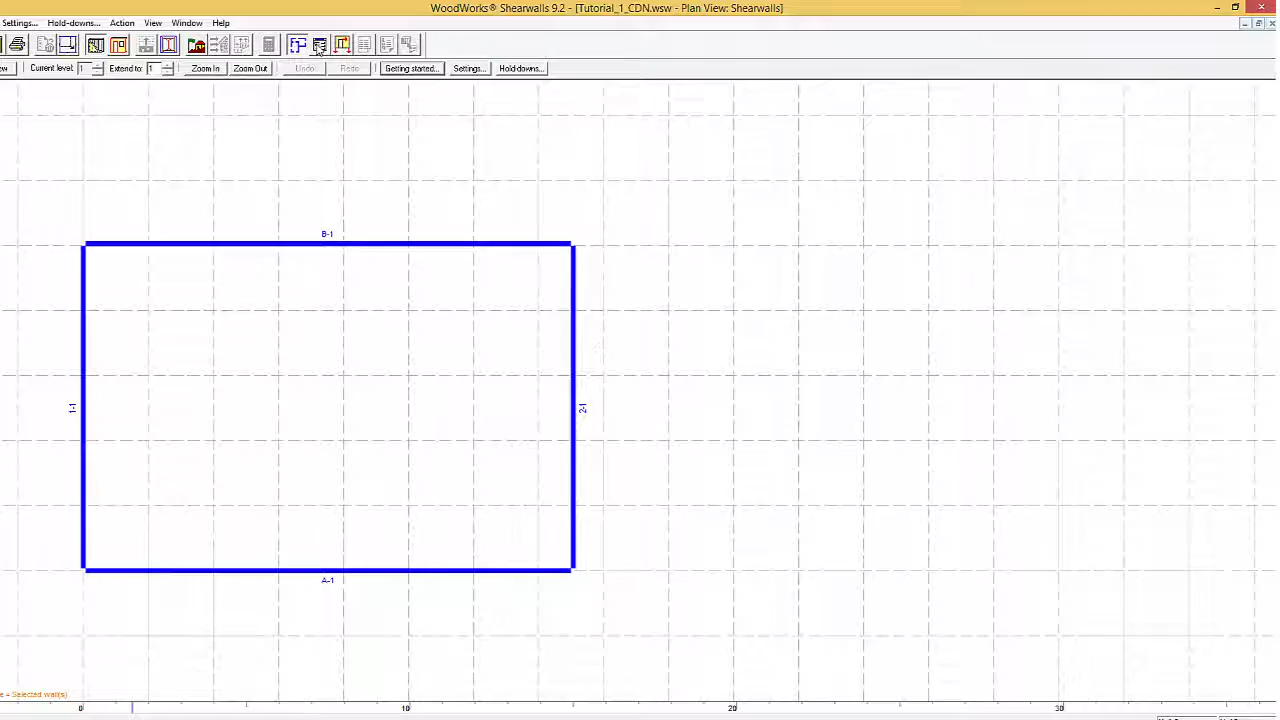 WoodWorks® Shearwalls 9.2 - [Tutorial_1_CDN.wsw - Plan View: Shearwalls]
Settings... Hold-downs... Action View Window Help
Current level: 1 Extend to: 1 Zoom In Zoom Out Undo Redo Getting started... Settings... Hold-downs...
B-1
1-1
2-1
A-1
= Selected wall(s)
0 10 20 30